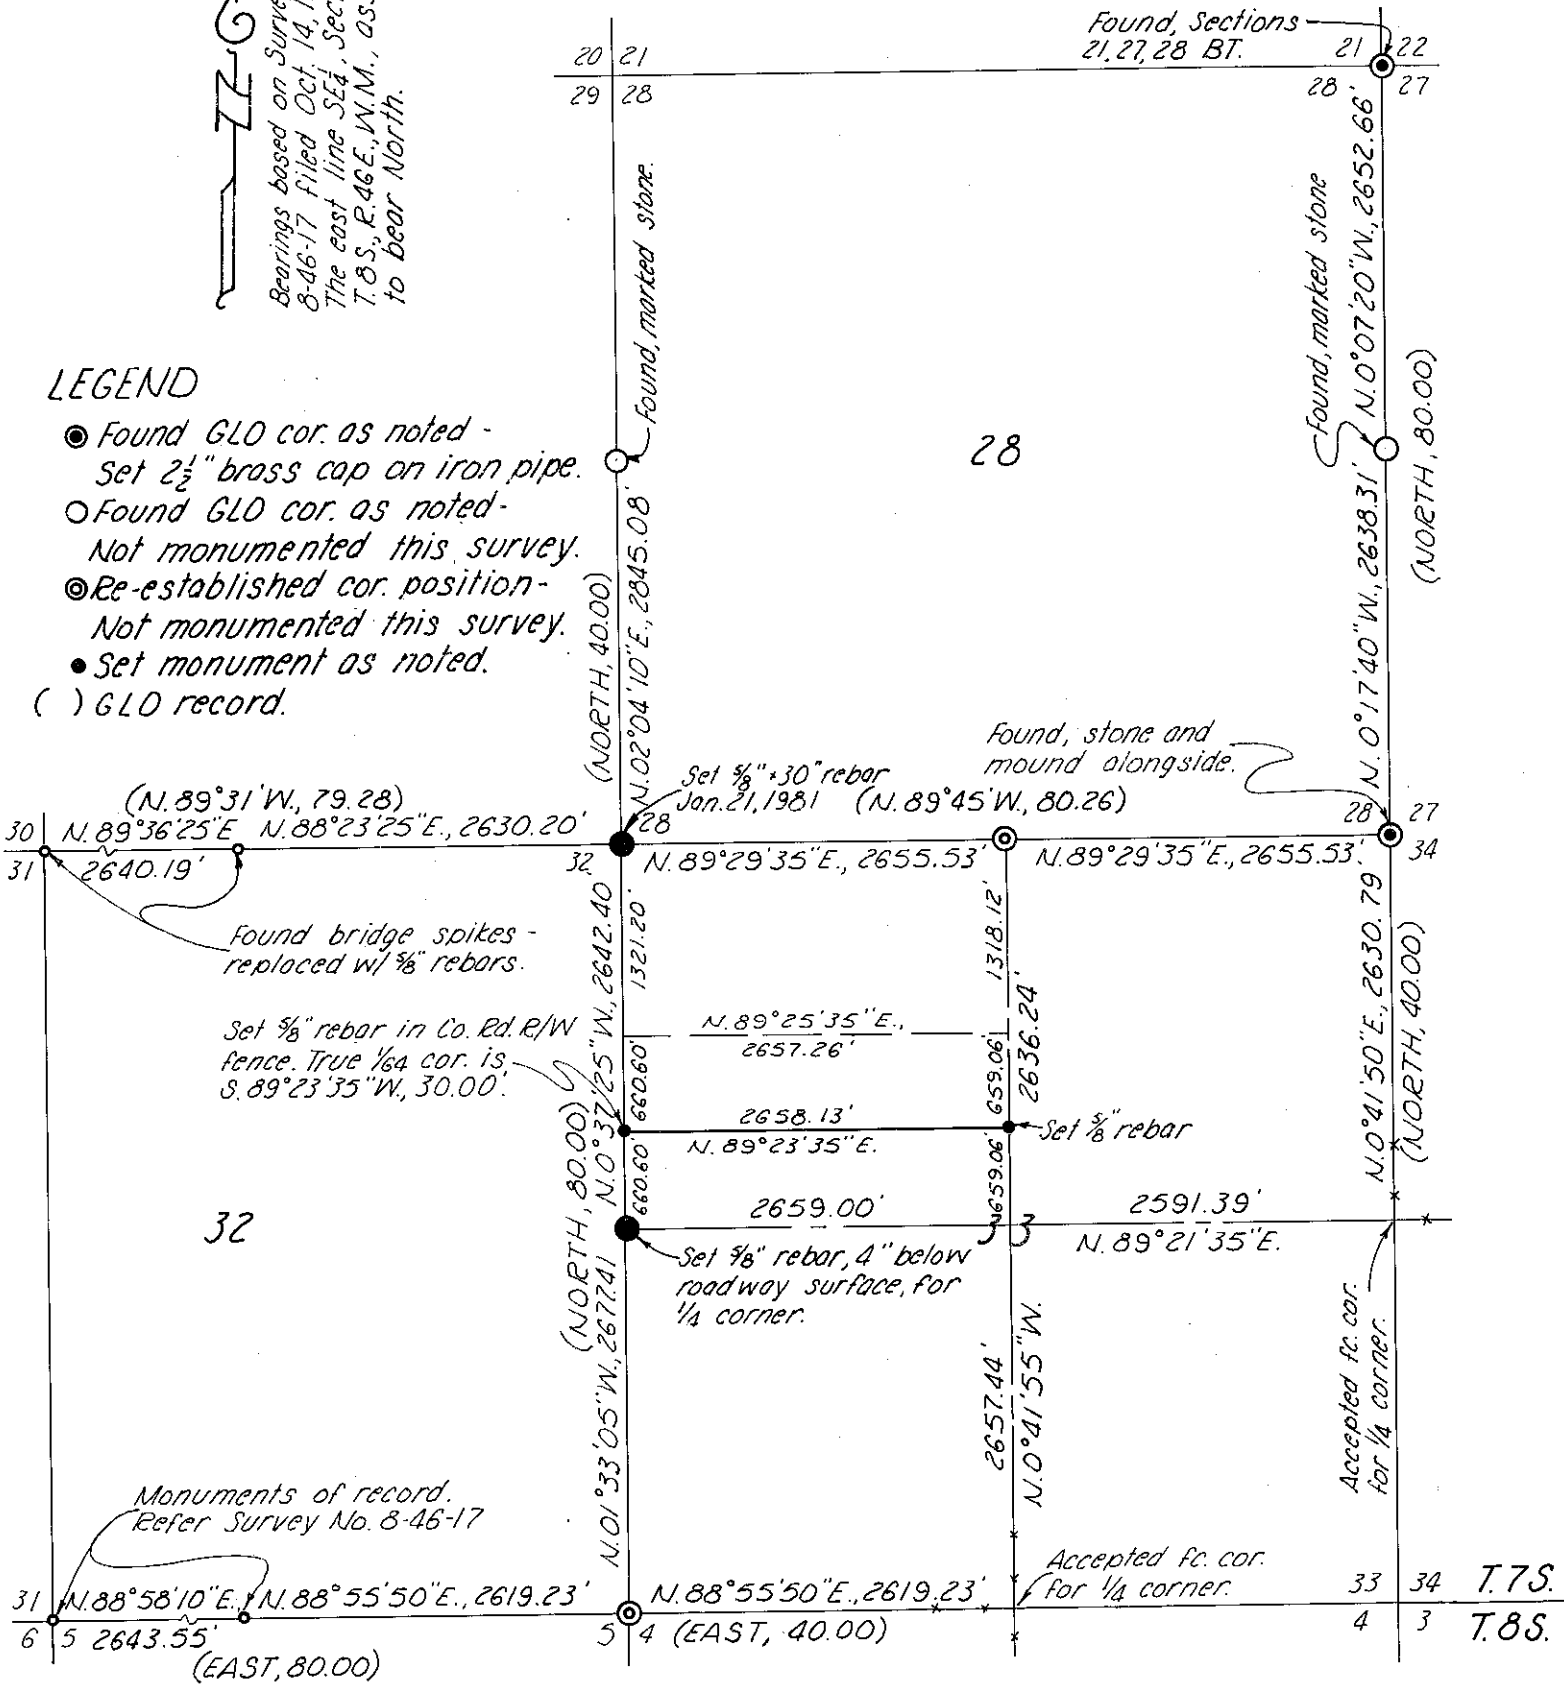 N
Bearings based on
8-46-17 filed Oct. 14,
The east line SE¼,
T.8S., R.46E., W.M.,
to bear North.
20 21
29 28
Found, Sections
21, 27, 28 BT.
21 22
28 27
Found, marked stone.
Found, marked stone
N.0°07'20"W., 2652.66'
(NORTH, 80.00)
28
LEGEND
Found GLO cor. as noted -
Set 2½" brass cap on iron pipe.
Found GLO cor. as noted-
Not monumented this survey.
Re-established cor. position-
Not monumented this survey.
Set monument as noted.
( ) GLO record.
(NORTH, 40.00)
N.02°04'10"E., 2845.08'
N.0°17'40"W., 2638.31'
Found, stone and
mound alongside.
Set ⅝"•30" rebar
Jan. 21, 1981
(N.89°45'W., 80.26)
(N.89°31'W., 79.28)
30 N.89°36'25"E N.88°23'25"E., 2630.20' 28
31 2640.19' 32
N.89°29'35"E., 2655.53'
N.89°29'35"E., 2655.53'.
28 27
34
Found bridge spikes -
replaced w/ ⅝" rebars.
N.0°37'25"W., 2642.40
1321.20'
1318.12'
2636.24'
N.0°41'50"E., 2630.79
(NORTH, 40.00)
Set ⅝" rebar in Co. Rd. R/W
fence. True 1/64 cor. is
S.89°23'35"W., 30.00'.
N.89°25'35"E.,
2657.26'
660.60'
659.06'
2658.13'
N.89°23'35"E.
Set ⅝" rebar
(NORTH, 80.00)
660.60'
659.06'
32
2659.00'
33
2591.39'
N.89°21'35"E.
Set ⅝" rebar, 4" below
roadway surface, for
1/4 corner.
N.01°33'05"W., 2677.41
2657.44'
N.0°41'55"W.
Accepted fc. cor.
for 1/4 corner.
Monuments of record.
Refer Survey No. 8-46-17
Accepted fc. cor.
for 1/4 corner.
31 N.88°58'10"E., N.88°55'50"E., 2619.23'
N.88°55'50"E., 2619.23'
33 34 T.7S.
6 5 2643.55'
5 4 (EAST, 40.00)
4 3 T.8S.
(EAST, 80.00)